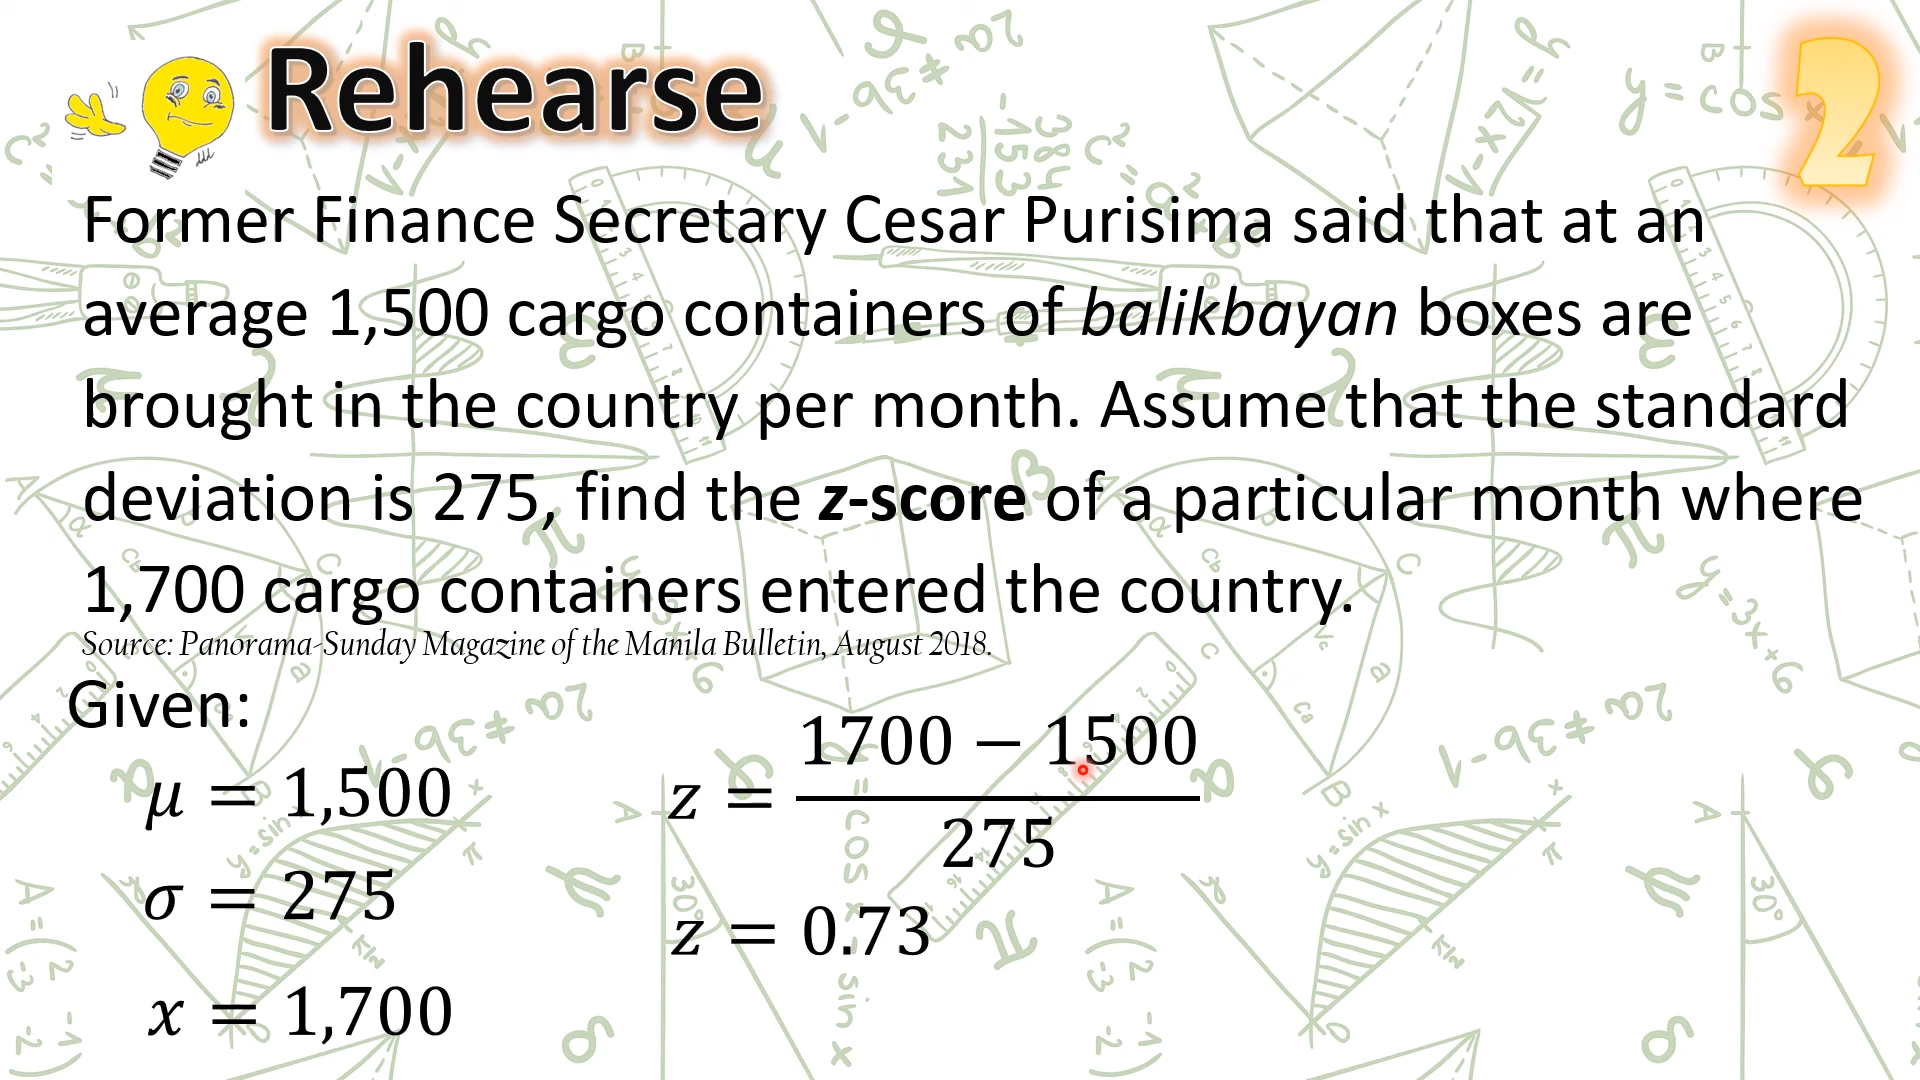 Rehearse
2
Former Finance Secretary Cesar Purisima said that at an
average 1,500 cargo containers of balikbayan boxes are
brought in the country per month. Assume that the standard
deviation is 275, find the z-score of a particular month where
1,700 cargo containers entered the country.
Source: Panorama-Sunday Magazine of the Manila Bulletin, August 2018.
Given:
μ = 1,500
σ = 275
x = 1,700
z = 1700 − 1500
275
z = 0.73